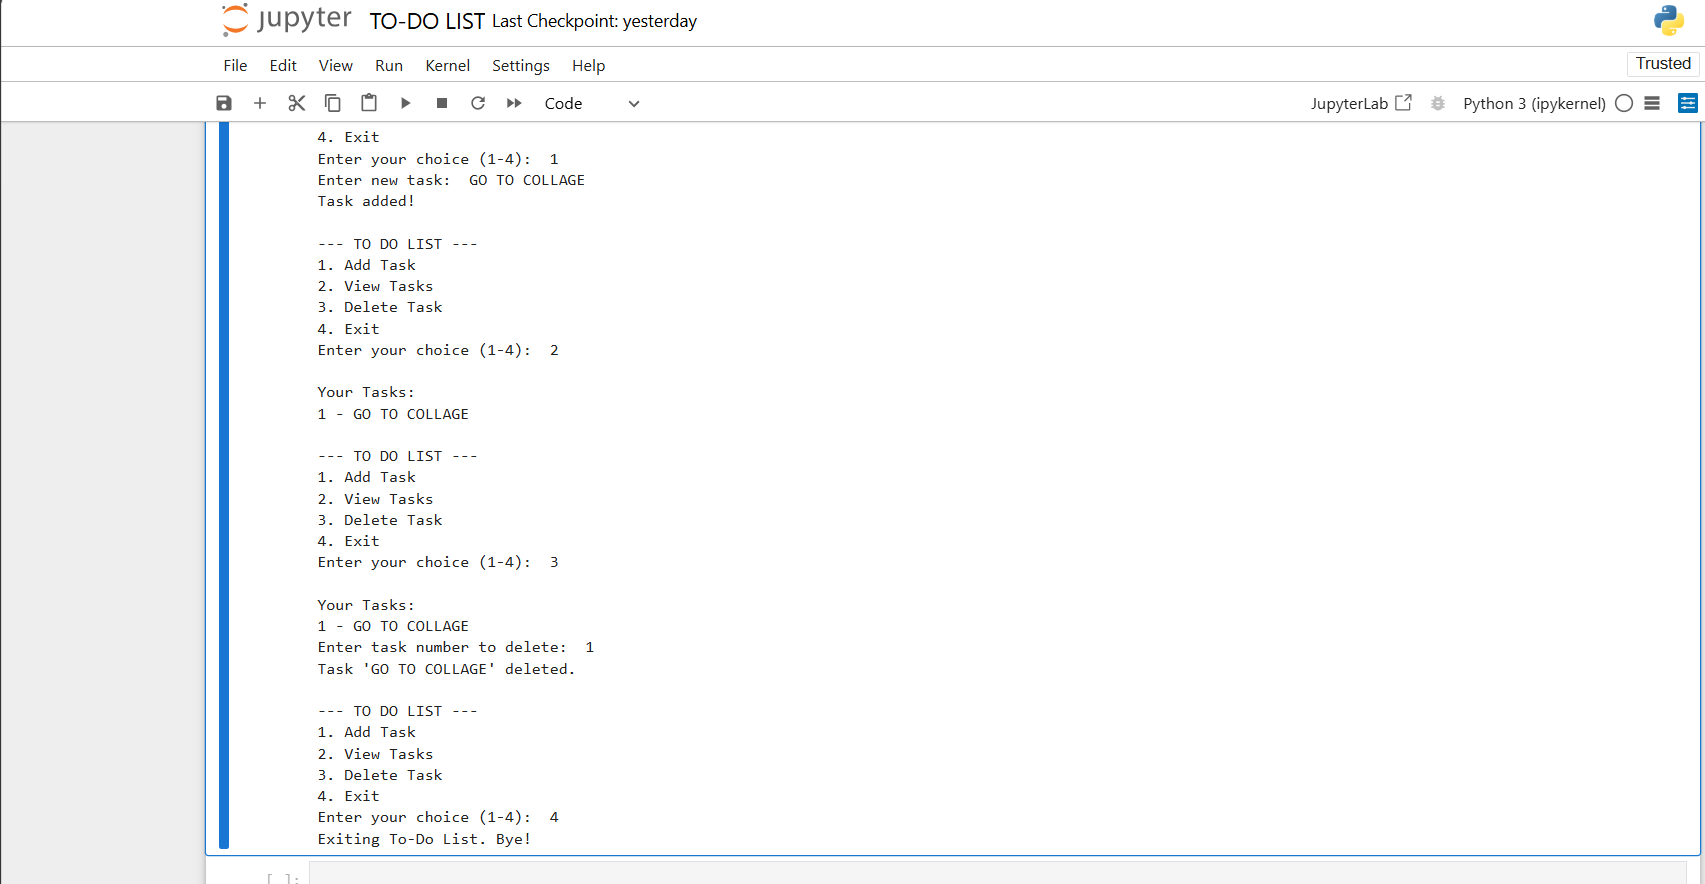 jupyter TO-DO LIST Last Checkpoint: yesterday
File Edit View Run Kernel Settings Help
Trusted
Code
JupyterLab
Python 3 (ipykernel)
4. Exit
Enter your choice (1-4):  1
Enter new task:  GO TO COLLAGE
Task added!
--- TO DO LIST ---
1. Add Task
2. View Tasks
3. Delete Task
4. Exit
Enter your choice (1-4):  2
Your Tasks:
1 - GO TO COLLAGE
--- TO DO LIST ---
1. Add Task
2. View Tasks
3. Delete Task
4. Exit
Enter your choice (1-4):  3
Your Tasks:
1 - GO TO COLLAGE
Enter task number to delete:  1
Task 'GO TO COLLAGE' deleted.
--- TO DO LIST ---
1. Add Task
2. View Tasks
3. Delete Task
4. Exit
Enter your choice (1-4):  4
Exiting To-Do List. Bye!
[ ]: